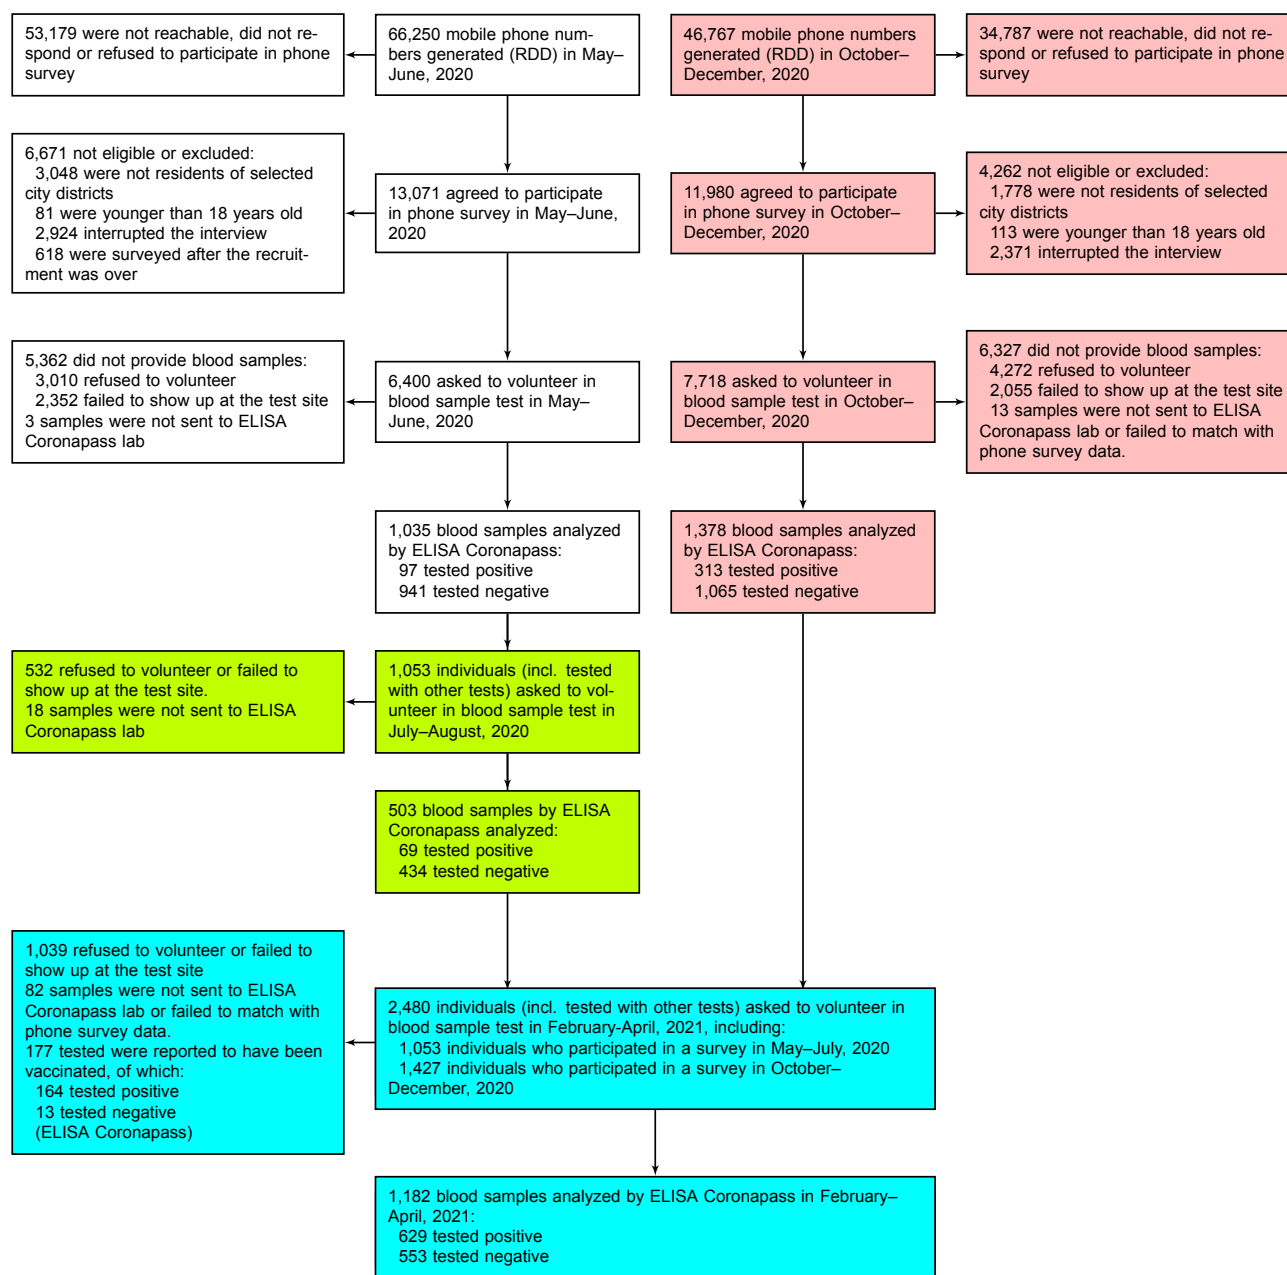 53,179 were not reachable, did not re-
spond or refused to participate in phone
survey
66,250 mobile phone num-
bers generated (RDD) in May–
June, 2020
46,767 mobile phone numbers
generated (RDD) in October–
December, 2020
34,787 were not reachable, did not re-
spond or refused to participate in phone
survey
6,671 not eligible or excluded:
3,048 were not residents of selected
city districts
81 were younger than 18 years old
2,924 interrupted the interview
618 were surveyed after the recruit-
ment was over
13,071 agreed to participate
in phone survey in May–June,
2020
11,980 agreed to participate
in phone survey in October–
December, 2020
4,262 not eligible or excluded:
1,778 were not residents of selected
city districts
113 were younger than 18 years old
2,371 interrupted the interview
5,362 did not provide blood samples:
3,010 refused to volunteer
2,352 failed to show up at the test site
3 samples were not sent to ELISA
Coronapass lab
6,400 asked to volunteer in
blood sample test in May–
June, 2020
7,718 asked to volunteer in
blood sample test in October–
December, 2020
6,327 did not provide blood samples:
4,272 refused to volunteer
2,055 failed to show up at the test site
13 samples were not sent to ELISA
Coronapass lab or failed to match with
phone survey data.
1,035 blood samples analyzed
by ELISA Coronapass:
97 tested positive
941 tested negative
1,378 blood samples analyzed
by ELISA Coronapass:
313 tested positive
1,065 tested negative
532 refused to volunteer or failed to
show up at the test site.
18 samples were not sent to ELISA
Coronapass lab
1,053 individuals (incl. tested
with other tests) asked to vol-
unteer in blood sample test in
July–August, 2020
503 blood samples by ELISA
Coronapass analyzed:
69 tested positive
434 tested negative
1,039 refused to volunteer or failed to
show up at the test site
82 samples were not sent to ELISA
Coronapass lab or failed to match with
phone survey data.
177 tested were reported to have been
vaccinated, of which:
164 tested positive
13 tested negative
(ELISA Coronapass)
2,480 individuals (incl. tested with other tests) asked to volunteer in
blood sample test in February-April, 2021, including:
1,053 individuals who participated in a survey in May–July, 2020
1,427 individuals who participated in a survey in October–
December, 2020
1,182 blood samples analyzed by ELISA Coronapass in February–
April, 2021:
629 tested positive
553 tested negative